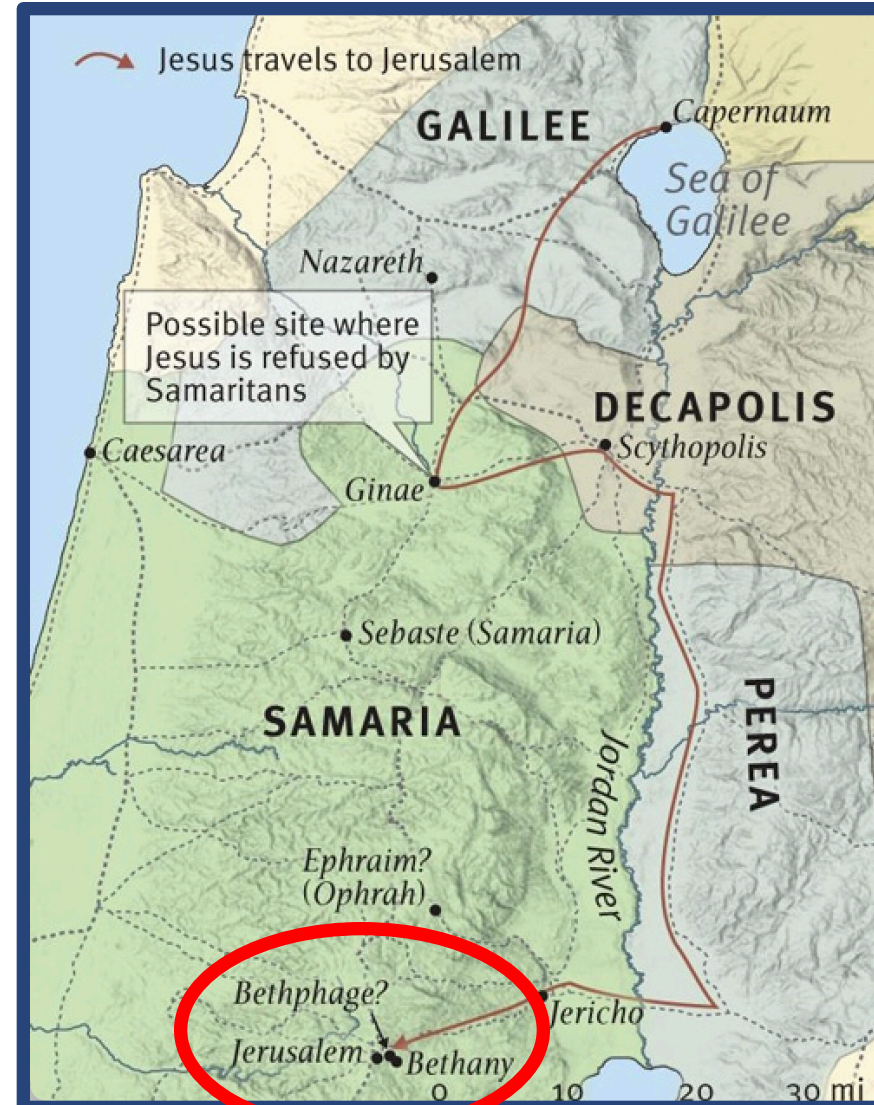 Jesus travels to Jerusalem
Capernaum
GALILEE
Sea of
Galilee
Nazareth
Possible site where
Jesus is refused by
Samaritans
DECAPOLIS
Caesarea
Scythopolis
Ginae
Sebaste (Samaria)
PEREA
SAMARIA
Jordan River
Ephraim?
(Ophrah)
Bethphage?
Jericho
Jerusalem
Bethany
0 10 20 30 mi